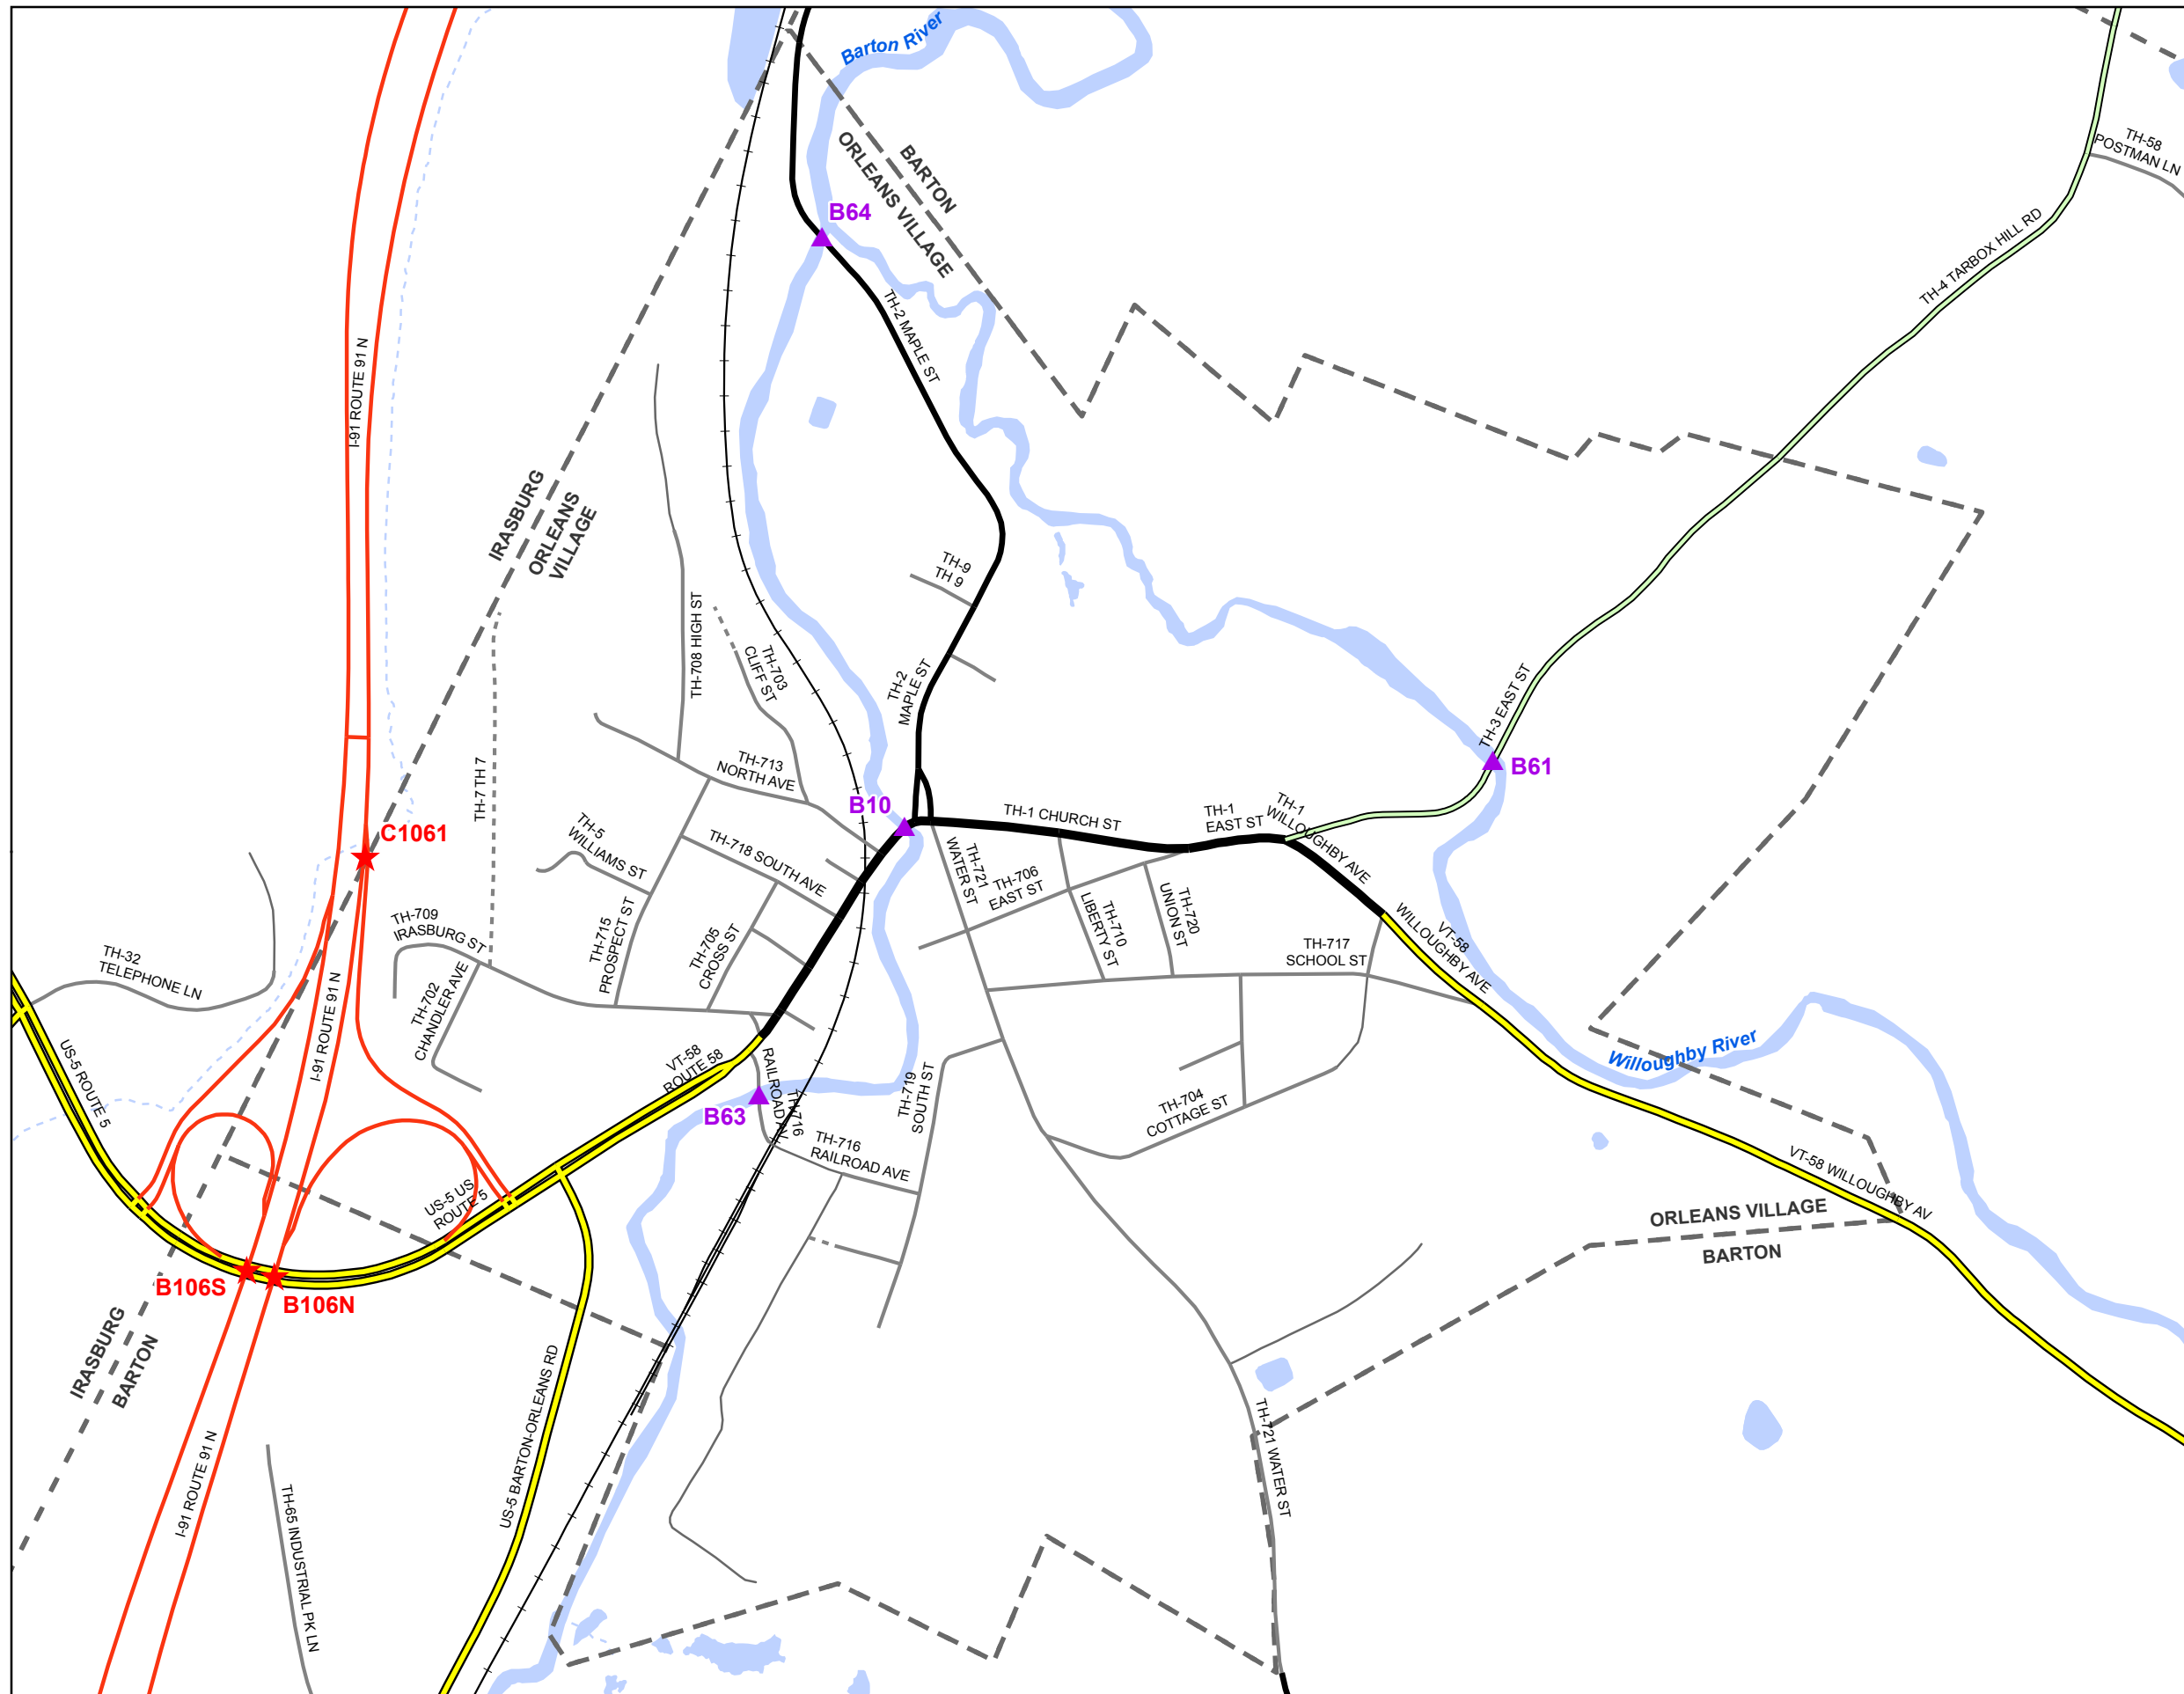 Barton River
TH-58
POSTMAN LN
BARTON
ORLEANS VILLAGE
B64
TH-4 TARBOX HILL RD
TH-2 MAPLE ST
I-91 ROUTE 91 N
IRASBURG
ORLEANS
VILLAGE
TH-9
TH 9
TH-708 HIGH ST
TH-703
CLIFF ST
TH-2
MAPLE ST
TH-3 EAST ST
B61
TH-7 TH 7
TH-713
NORTH AVE
B10
TH-1 CHURCH ST
TH-1
EAST ST
TH-1
WILLOUGHBY AVE
C1061
TH-5
WILLIAMS ST
TH-718 SOUTH AVE
TH-721
WATER ST
TH-706
EAST ST
TH-710
LIBERTY ST
TH-720
UNION ST
TH-717
SCHOOL ST
VT-58
WILLOUGHBY AVE
TH-709
IRASBURG ST
TH-715
PROSPECT ST
TH-705
CROSS ST
TH-32
TELEPHONE LN
TH-702
CHANDLER AVE
I-91 ROUTE 91 N
US-5 ROUTE 5
VT-58
ROUTE 58
RAILROAD AV
TH-716
B63
TH-719
SOUTH ST
TH-704
COTTAGE ST
Willoughby River
TH-716
RAILROAD AVE
VT-58 WILLOUGHBY AV
US-5 US
ROUTE 5
ORLEANS VILLAGE
BARTON
B106S
B106N
IRASBURG
BARTON
US-5 BARTON-ORLEANS RD
TH-721 WATER ST
I-91 ROUTE 91 N
TH-65 INDUSTRIAL PK LN